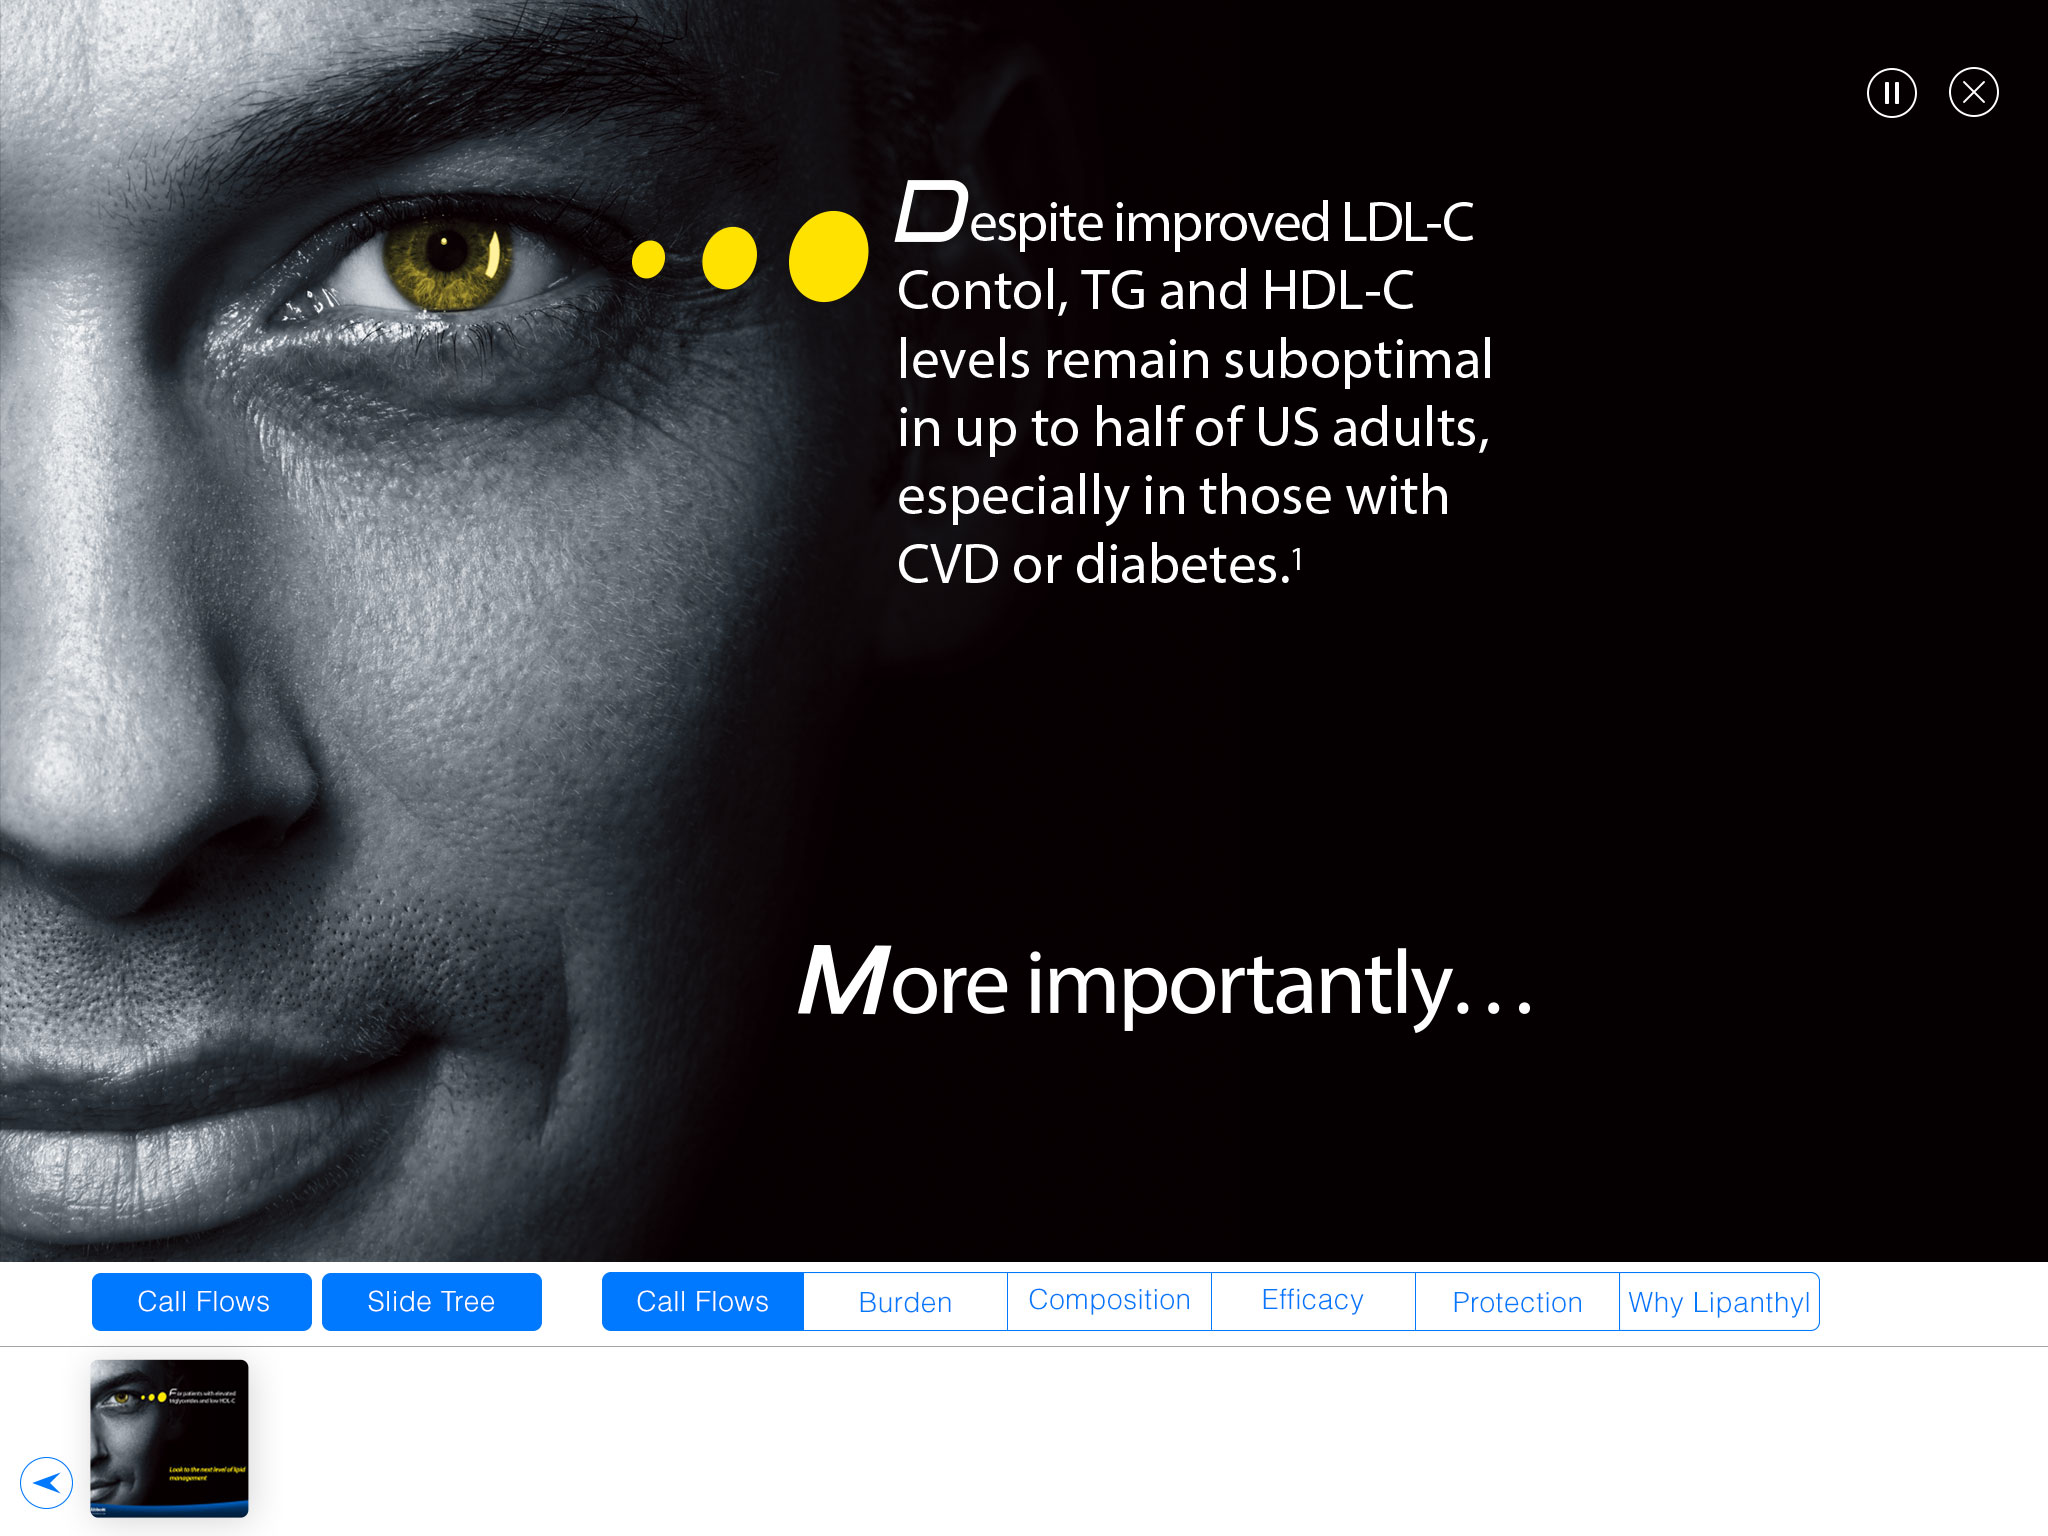 Despite improved LDL-C
Contol, TG and HDL-C
levels remain suboptimal
in up to half of US adults,
especially in those with
CVD or diabetes.1
More importantly...
Call Flows
Slide Tree
Call Flows
Burden
Composition
Efficacy
Protection
Why Lipanthyl
For patients with elevated
triglycerides and low HDL-C
Look to the next level of lipid
management